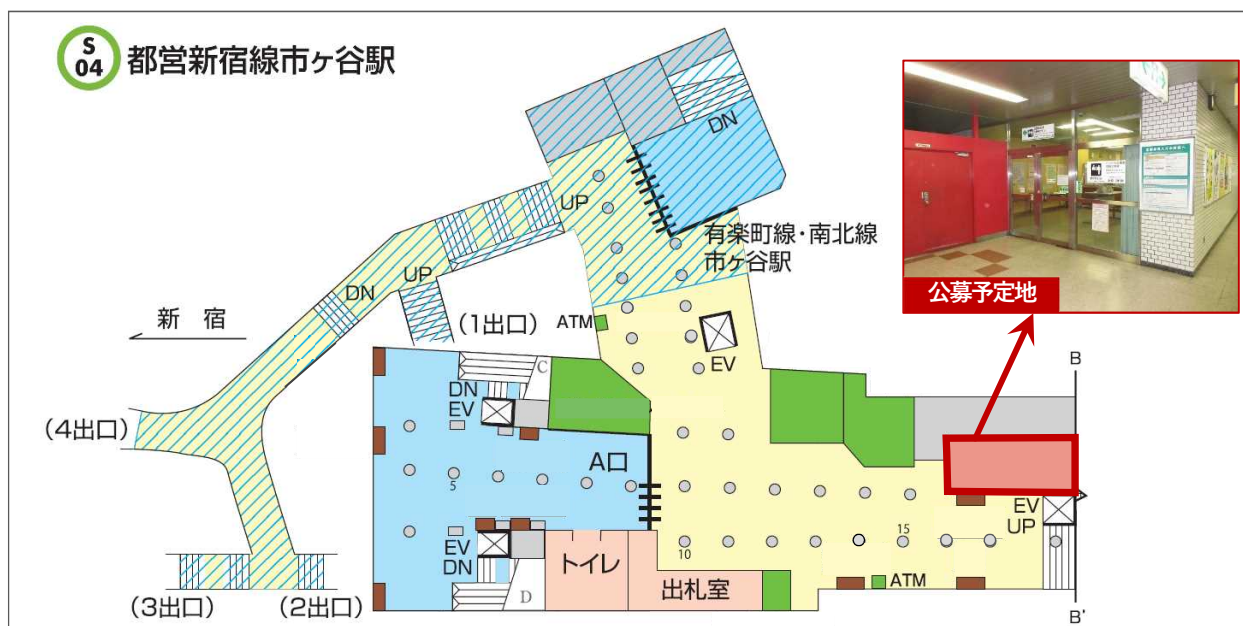 S
04
都営新宿線市ヶ谷駅
DN
UP
有楽町線・南北線
市ヶ谷駅
公募予定地
UP
DN
新 宿
(1出口)
ATM
EV
B
C
DN
EV
(4出口)
A口
5
EV
UP
15
10
EV
DN
トイレ
出札室
ATM
D
(3出口)
(2出口)
B'